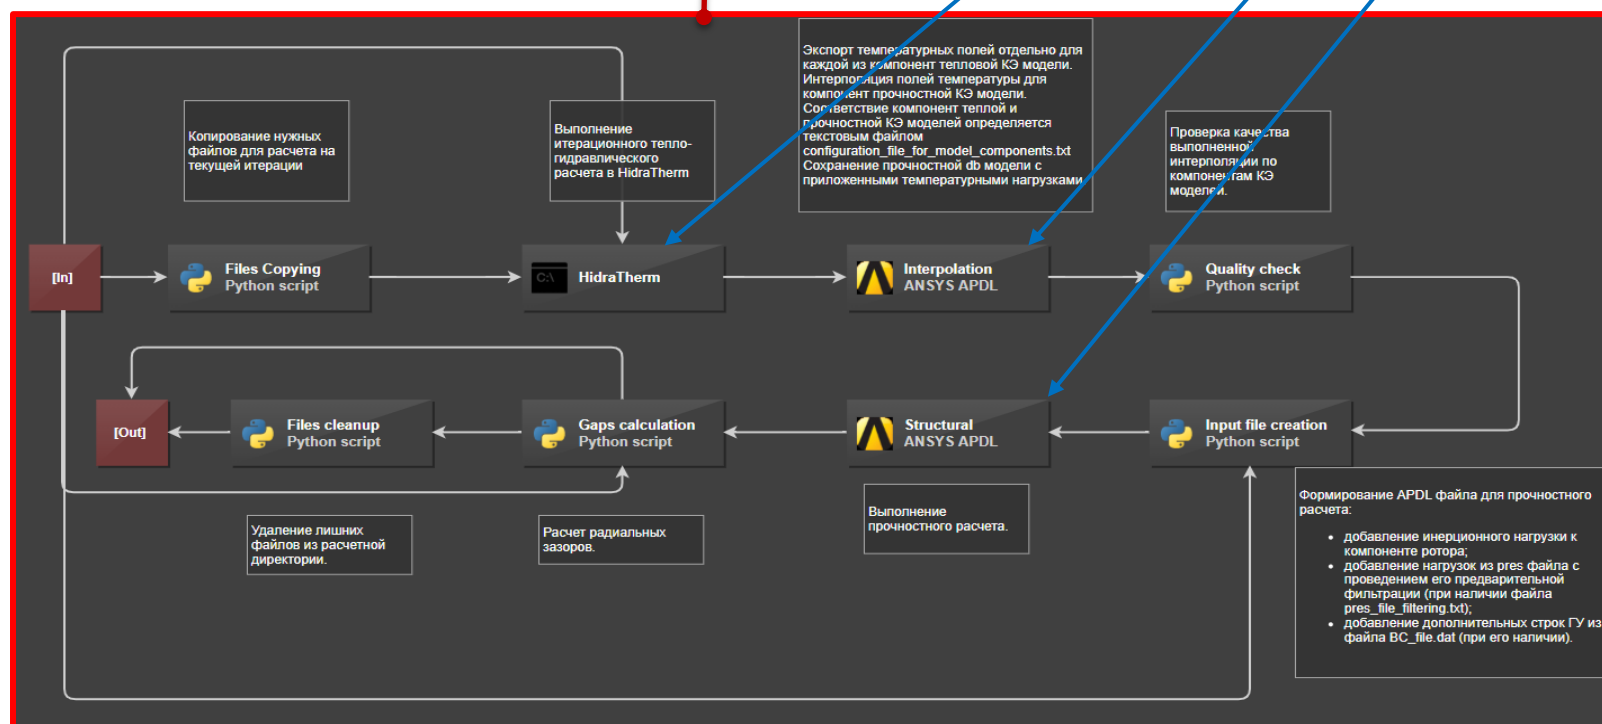 Экспорт температурных полей отдельно для
каждой из компонент тепловой КЭ модели.
Интерполяция полей температуры для
компонент прочностной КЭ модели.
Соответствие компонент теплой и
прочностной КЭ моделей определяется
текстовым файлом
configuration_file_for_model_components.txt
Сохранение прочностной db модели с
приложенными температурными нагрузками
Копирование нужных
файлов для расчета на
текущей итерации
Выполнение
итерационного тепло-
гидравлического
расчета в HidraTherm
Проверка качества
выполненной
интерполяции по
компонентам КЭ
моделей.
[In]
Files Copying
Python script
C:\
HidraTherm
Interpolation
ANSYS APDL
Quality check
Python script
[Out]
Files cleanup
Python script
Gaps calculation
Python script
Structural
ANSYS APDL
Input file creation
Python script
Удаление лишних
файлов из расчетной
директории.
Расчет радиальных
зазоров.
Выполнение
прочностного расчета.
Формирование APDL файла для прочностного
расчета:
• добавление инерционного нагрузки к
компоненте ротора;
• добавление нагрузок из pres файла с
проведением его предварительной
фильтрации (при наличии файла
pres_file_filtering.txt);
• добавление дополнительных строк ГУ из
файла BC_file.dat (при его наличии).